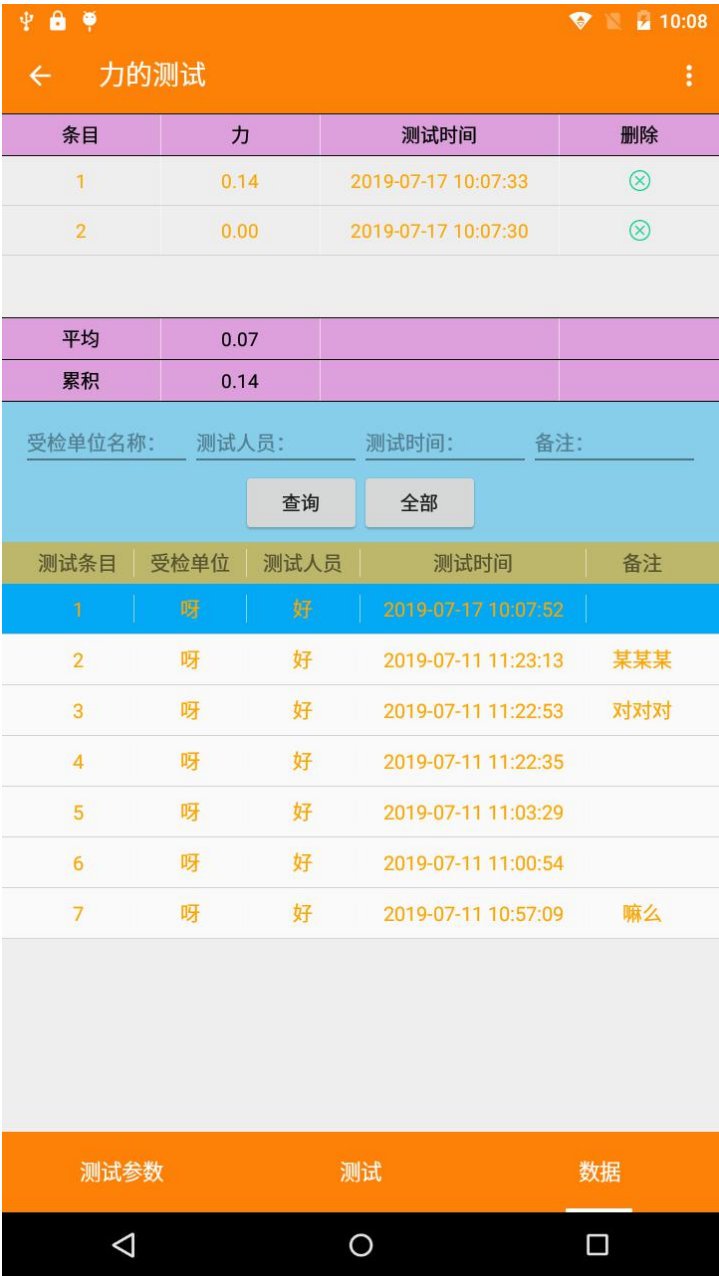 10:08
力的测试
条目 力 测试时间 删除
1 0.14 2019-07-17 10:07:33
2 0.00 2019-07-17 10:07:30
平均 0.07
累积 0.14
受检单位名称: 测试人员: 测试时间: 备注:
查询 全部
测试条目 受检单位 测试人员 测试时间 备注
1 呀 好 2019-07-17 10:07:52
2 呀 好 2019-07-11 11:23:13 某某某
3 呀 好 2019-07-11 11:22:53 对对对
4 呀 好 2019-07-11 11:22:35
5 呀 好 2019-07-11 11:03:29
6 呀 好 2019-07-11 11:00:54
7 呀 好 2019-07-11 10:57:09 嘛么
测试参数 测试 数据